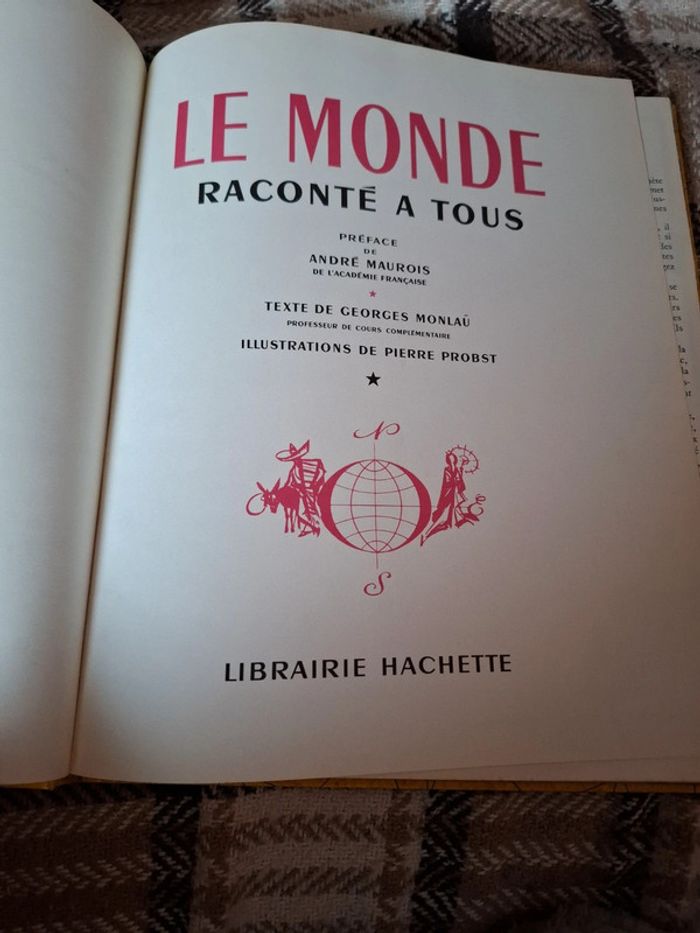 LE MONDE
RACONTÉ A TOUS
PRÉFACE
DE
ANDRÉ MAUROIS
DE L'ACADÉMIE FRANÇAISE
TEXTE DE GEORGES MONLAÜ
PROFESSEUR DE COURS COMPLÉMENTAIRE
ILLUSTRATIONS DE PIERRE PROBST
N
S
LIBRAIRIE HACHETTE